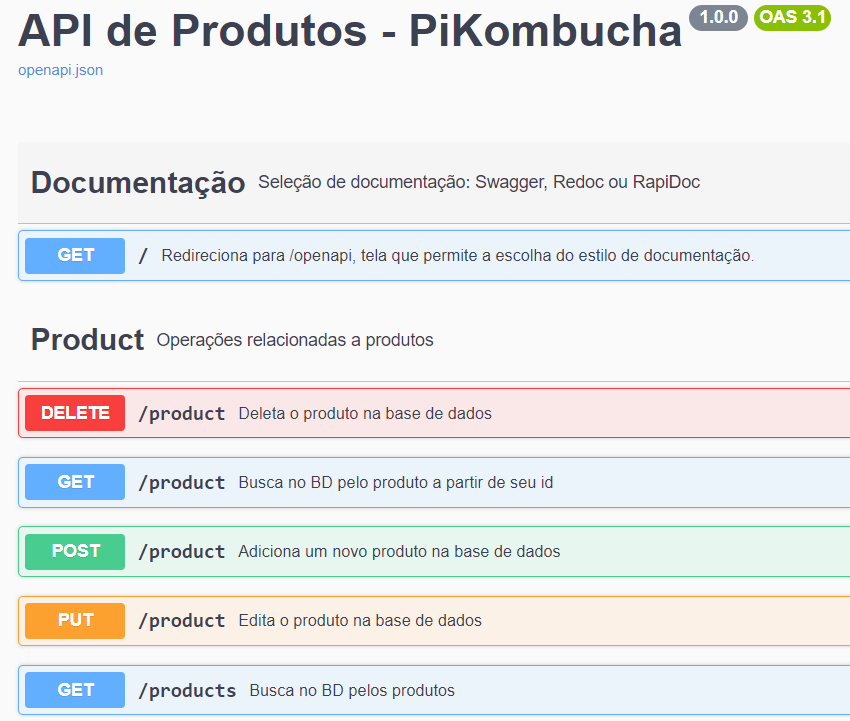 API de Produtos - PiKombucha 1.0.0 OAS 3.1
openapi.json
Documentação Seleção de documentação: Swagger, Redoc ou RapiDoc
GET / Redireciona para /openapi, tela que permite a escolha do estilo de documentação.
Product Operações relacionadas a produtos
DELETE /product Deleta o produto na base de dados
GET /product Busca no BD pelo produto a partir de seu id
POST /product Adiciona um novo produto na base de dados
PUT /product Edita o produto na base de dados
GET /products Busca no BD pelos produtos